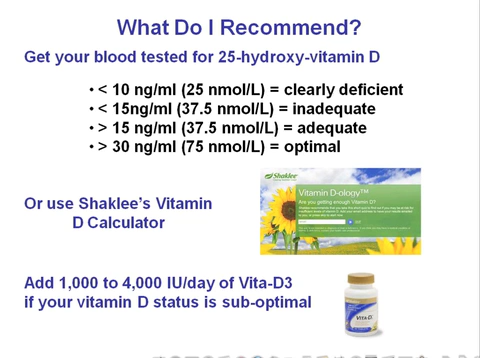 What Do I Recommend?
Get your blood tested for 25-hydroxy-vitamin D
• < 10 ng/ml (25 nmol/L) = clearly deficient
• < 15ng/ml (37.5 nmol/L) = inadequate
• > 15 ng/ml (37.5 nmol/L) = adequate
• > 30 ng/ml (75 nmol/L) = optimal
Shaklee
Vitamin D-ology™
Are you getting enough Vitamin D?
Or use Shaklee's Vitamin
D Calculator
Add 1,000 to 4,000 IU/day of Vita-D3
if your vitamin D status is sub-optimal
VITA-D3